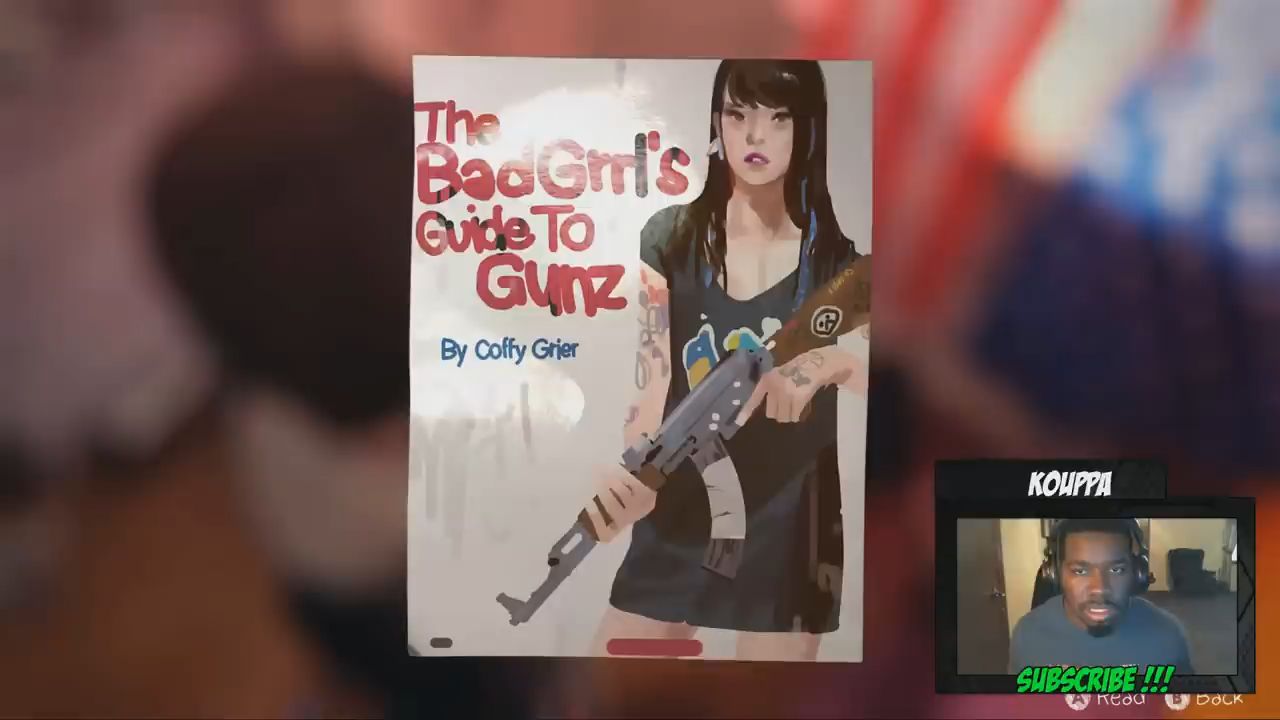 The
BadGrrl's
Guide To
Gunz
By Coffy Grier
KOUPPA
SUBSCRIBE !!!
A Read B Back